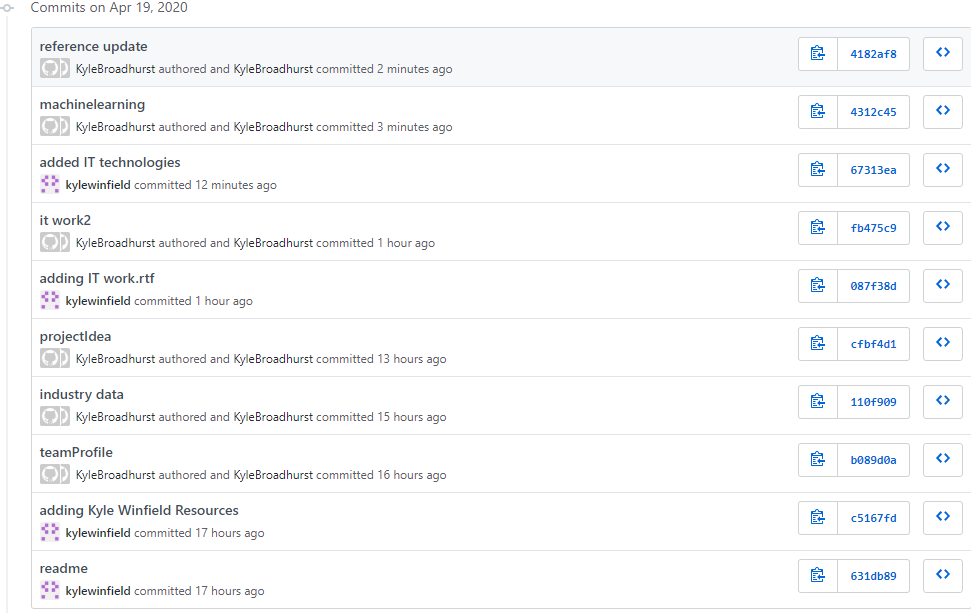 Commits on Apr 19, 2020
reference update
KyleBroadhurst authored and KyleBroadhurst committed 2 minutes ago
4182af8
machinelearning
KyleBroadhurst authored and KyleBroadhurst committed 3 minutes ago
4312c45
added IT technologies
kylewinfield committed 12 minutes ago
67313ea
it work2
KyleBroadhurst authored and KyleBroadhurst committed 1 hour ago
fb475c9
adding IT work.rtf
kylewinfield committed 1 hour ago
087f38d
projectIdea
KyleBroadhurst authored and KyleBroadhurst committed 13 hours ago
cfbf4d1
industry data
KyleBroadhurst authored and KyleBroadhurst committed 15 hours ago
110f909
teamProfile
KyleBroadhurst authored and KyleBroadhurst committed 16 hours ago
b089d0a
adding Kyle Winfield Resources
kylewinfield committed 17 hours ago
c5167fd
readme
kylewinfield committed 17 hours ago
631db89